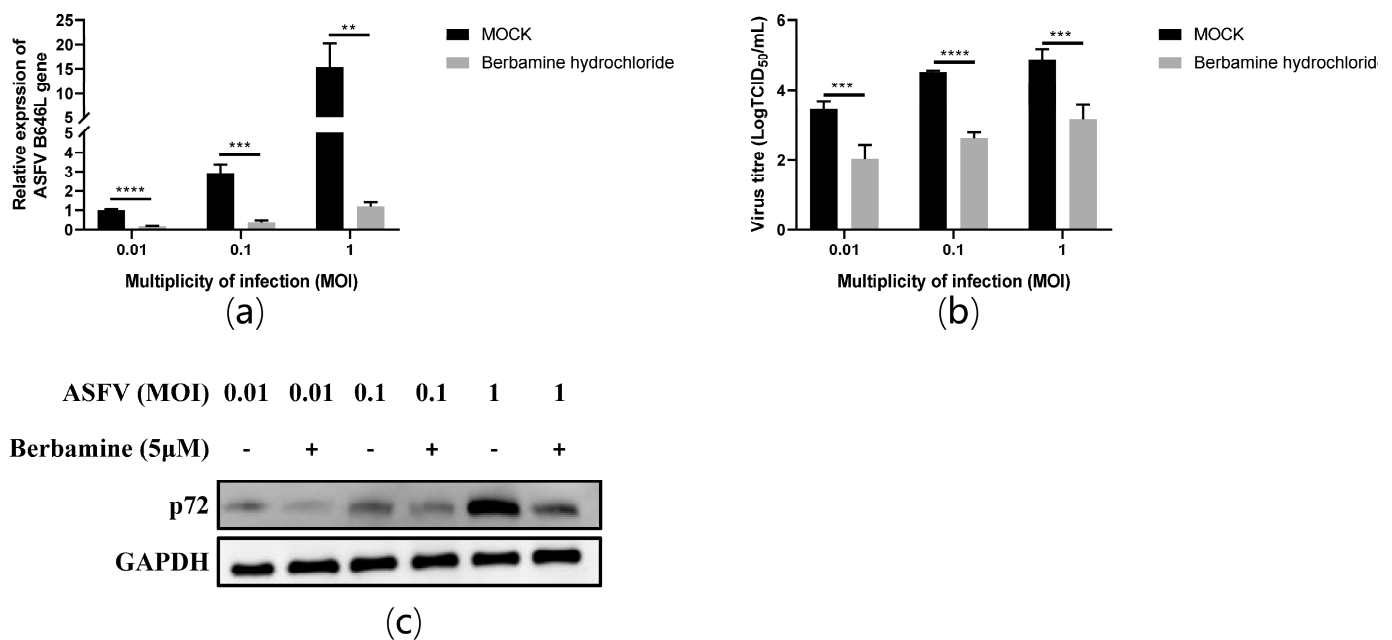 Relative exprssion of
ASFV B646L gene
25
20
15
10
5
5
4
3
2
1
0
****
***
**
0.01
0.1
1
Multiplicity of infection (MOI)
MOCK
Berbamine hydrochloride
(a)
Virus titre (LogTCID50/mL)
6
4
2
0
***
****
***
0.01
0.1
1
Multiplicity of infection (MOI)
MOCK
Berbamine hydrochloride
(b)
ASFV (MOI) 0.01 0.01 0.1 0.1 1 1
Berbamine (5μM) - + - + - +
p72
GAPDH
(c)